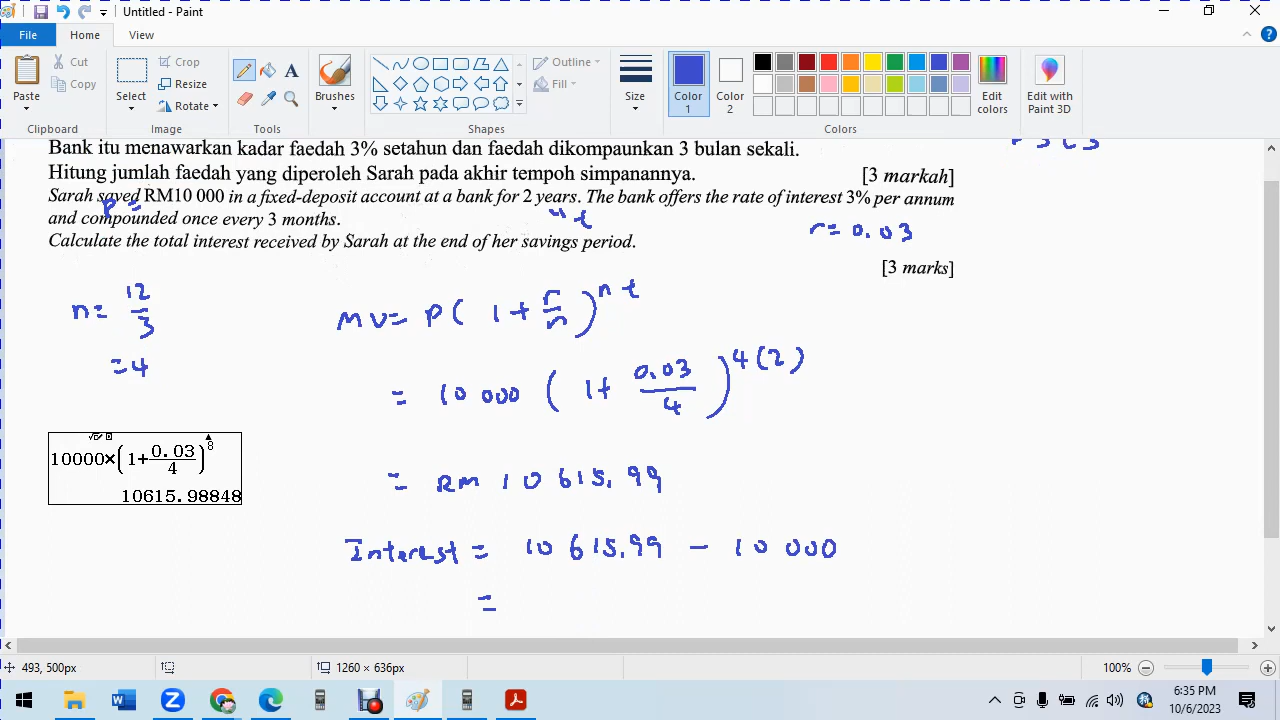 Untitled - Paint
File Home View
Paste
Cut
Copy
Clipboard
Select
Crop
Resize
Rotate
Image
A
Tools
Brushes
Shapes
Outline
Fill
Size
Color 1
Color 2
Colors
Edit colors
Edit with Paint 3D
Bank itu menawarkan kadar faedah 3% setahun dan faedah dikompaunkan 3 bulan sekali.
Hitung jumlah faedah yang diperoleh Sarah pada akhir tempoh simpanannya.
[3 markah]
Sarah saved RM10 000 in a fixed-deposit account at a bank for 2 years. The bank offers the rate of interest 3% per annum
P =
and compounded once every 3 months.
t
r = 0.03
Calculate the total interest received by Sarah at the end of her savings period.
[3 marks]
n = 12/3
= 4
MV = P ( 1 + r/n )^nt
= 10 000 ( 1 + 0.03/4 )^4(2)
10000×(1+0.03/4)^8
10615.98848
= RM 10 615.99
Interest = 10 615.99 - 10 000
=
493, 500px
1260 × 636px
100%
6:35 PM
10/6/2023